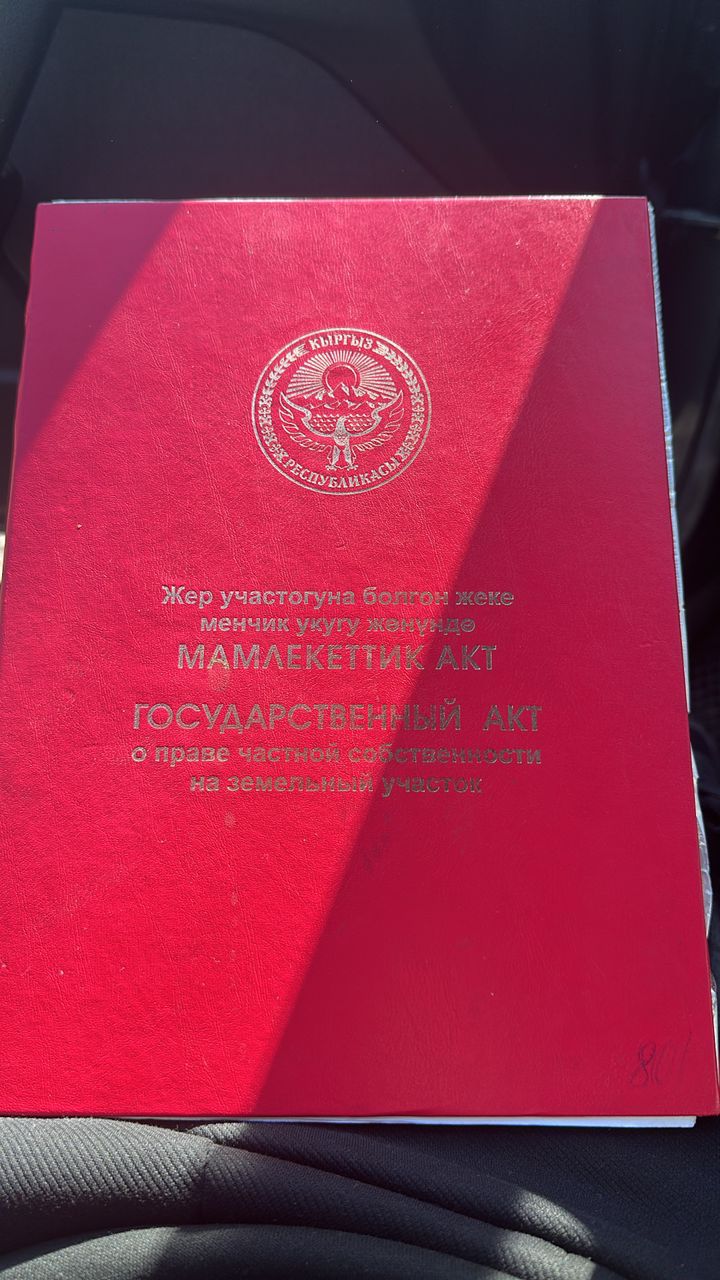 КЫРГЫЗ
РЕСПУБЛИКАСЫ
Жер участогуна болгон жеке
менчик укугу жөнүндө
МАМЛЕКЕТТИК АКТ
ГОСУДАРСТВЕННЫЙ АКТ
о праве частной собственности
на земельный участок